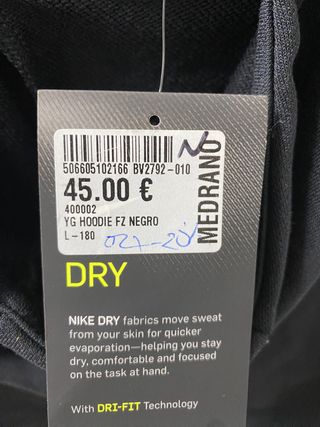 506605102166 BV2792-010
45.00 €
400002
YG HOODIE FZ NEGRO
L-180
MEDRANO
DRY
NIKE DRY fabrics move sweat
from your skin for quicker
evaporation—helping you stay
dry, comfortable and focused
on the task at hand.
With DRI-FIT Technology